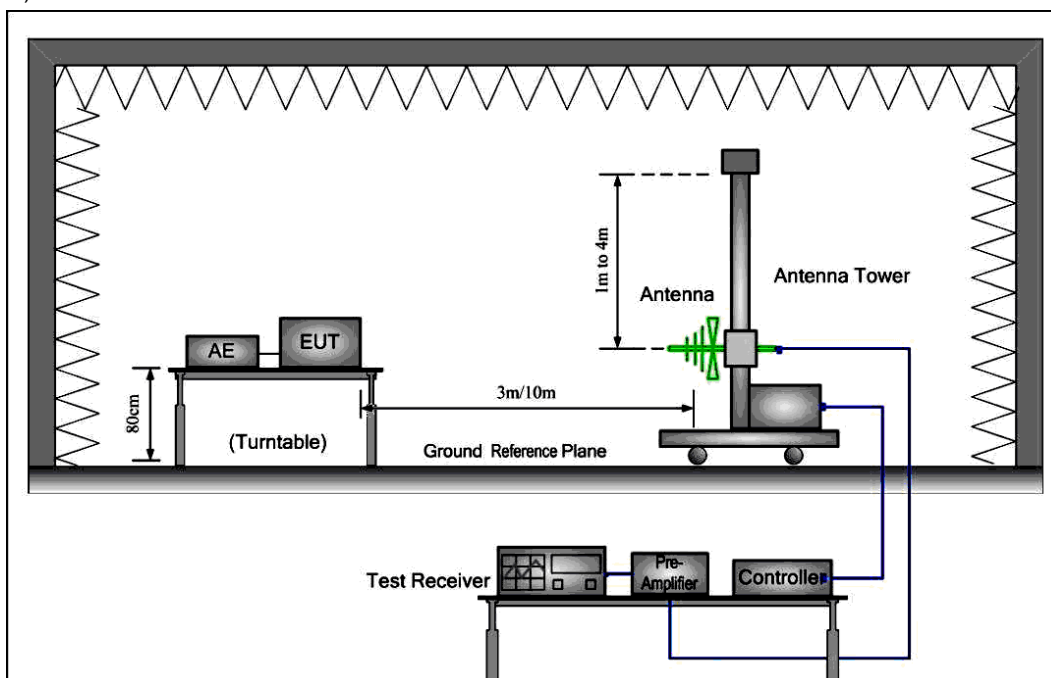 1m to 4m
Antenna
Antenna Tower
AE
EUT
80cm
3m/10m
(Turntable)
Ground Reference Plane
Test Receiver
Pre-
Amplifier
Controller